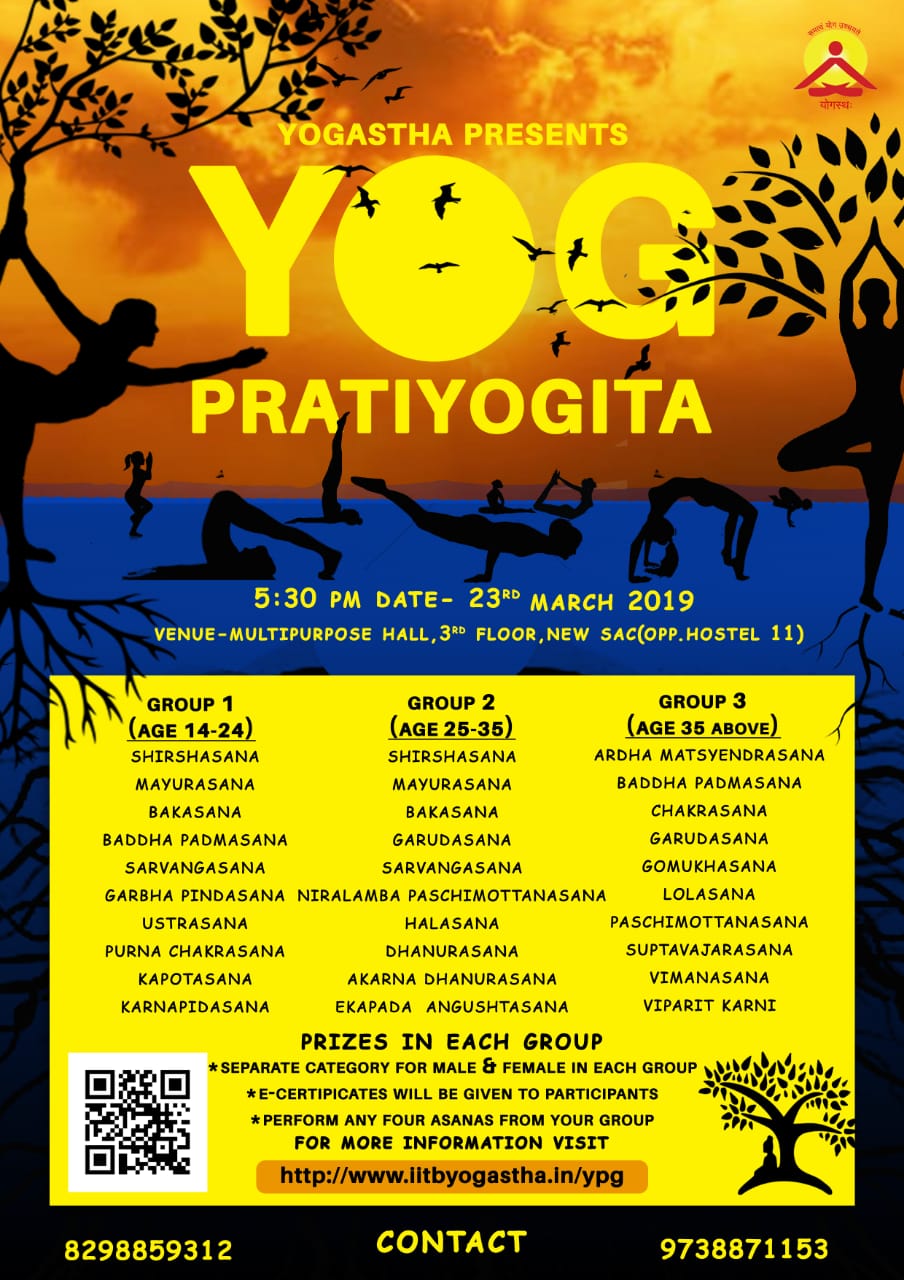 समत्वं योग उच्यते
योगस्थः
YOGASTHA PRESENTS
YOG
PRATIYOGITA
5:30 PM DATE- 23RD MARCH 2019
VENUE-MULTIPURPOSE HALL,3RD FLOOR,NEW SAC(OPP.HOSTEL 11)
GROUP 1
(AGE 14-24)
SHIRSHASANA
MAYURASANA
BAKASANA
BADDHA PADMASANA
SARVANGASANA
GARBHA PINDASANA
USTRASANA
PURNA CHAKRASANA
KAPOTASANA
KARNAPIDASANA
GROUP 2
(AGE 25-35)
SHIRSHASANA
MAYURASANA
BAKASANA
GARUDASANA
SARVANGASANA
NIRALAMBA PASCHIMOTTANASANA
HALASANA
DHANURASANA
AKARNA DHANURASANA
EKAPADA ANGUSHTASANA
GROUP 3
(AGE 35 ABOVE)
ARDHA MATSYENDRASANA
BADDHA PADMASANA
CHAKRASANA
GARUDASANA
GOMUKHASANA
LOLASANA
PASCHIMOTTANASANA
SUPTAVAJARASANA
VIMANASANA
VIPARIT KARNI
PRIZES IN EACH GROUP
*SEPARATE CATEGORY FOR MALE & FEMALE IN EACH GROUP
*E-CERTIPICATES WILL BE GIVEN TO PARTICIPANTS
*PERFORM ANY FOUR ASANAS FROM YOUR GROUP
FOR MORE INFORMATION VISIT
http://www.iitbyogastha.in/ypg
CONTACT
8298859312
9738871153